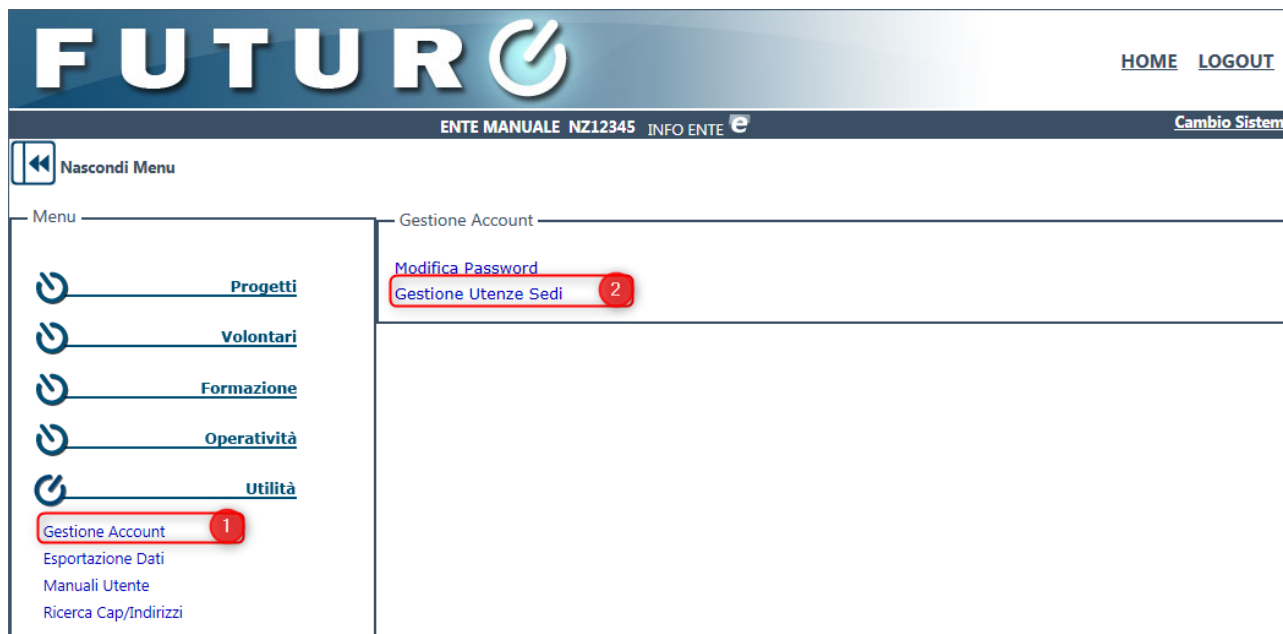 FUTURO
HOME LOGOUT
ENTE MANUALE NZ12345 INFO ENTE e
Cambio Sistem
Nascondi Menu
Menu
Progetti
Volontari
Formazione
Operatività
Utilità
Gestione Account 1
Esportazione Dati
Manuali Utente
Ricerca Cap/Indirizzi
Gestione Account
Modifica Password
Gestione Utenze Sedi 2